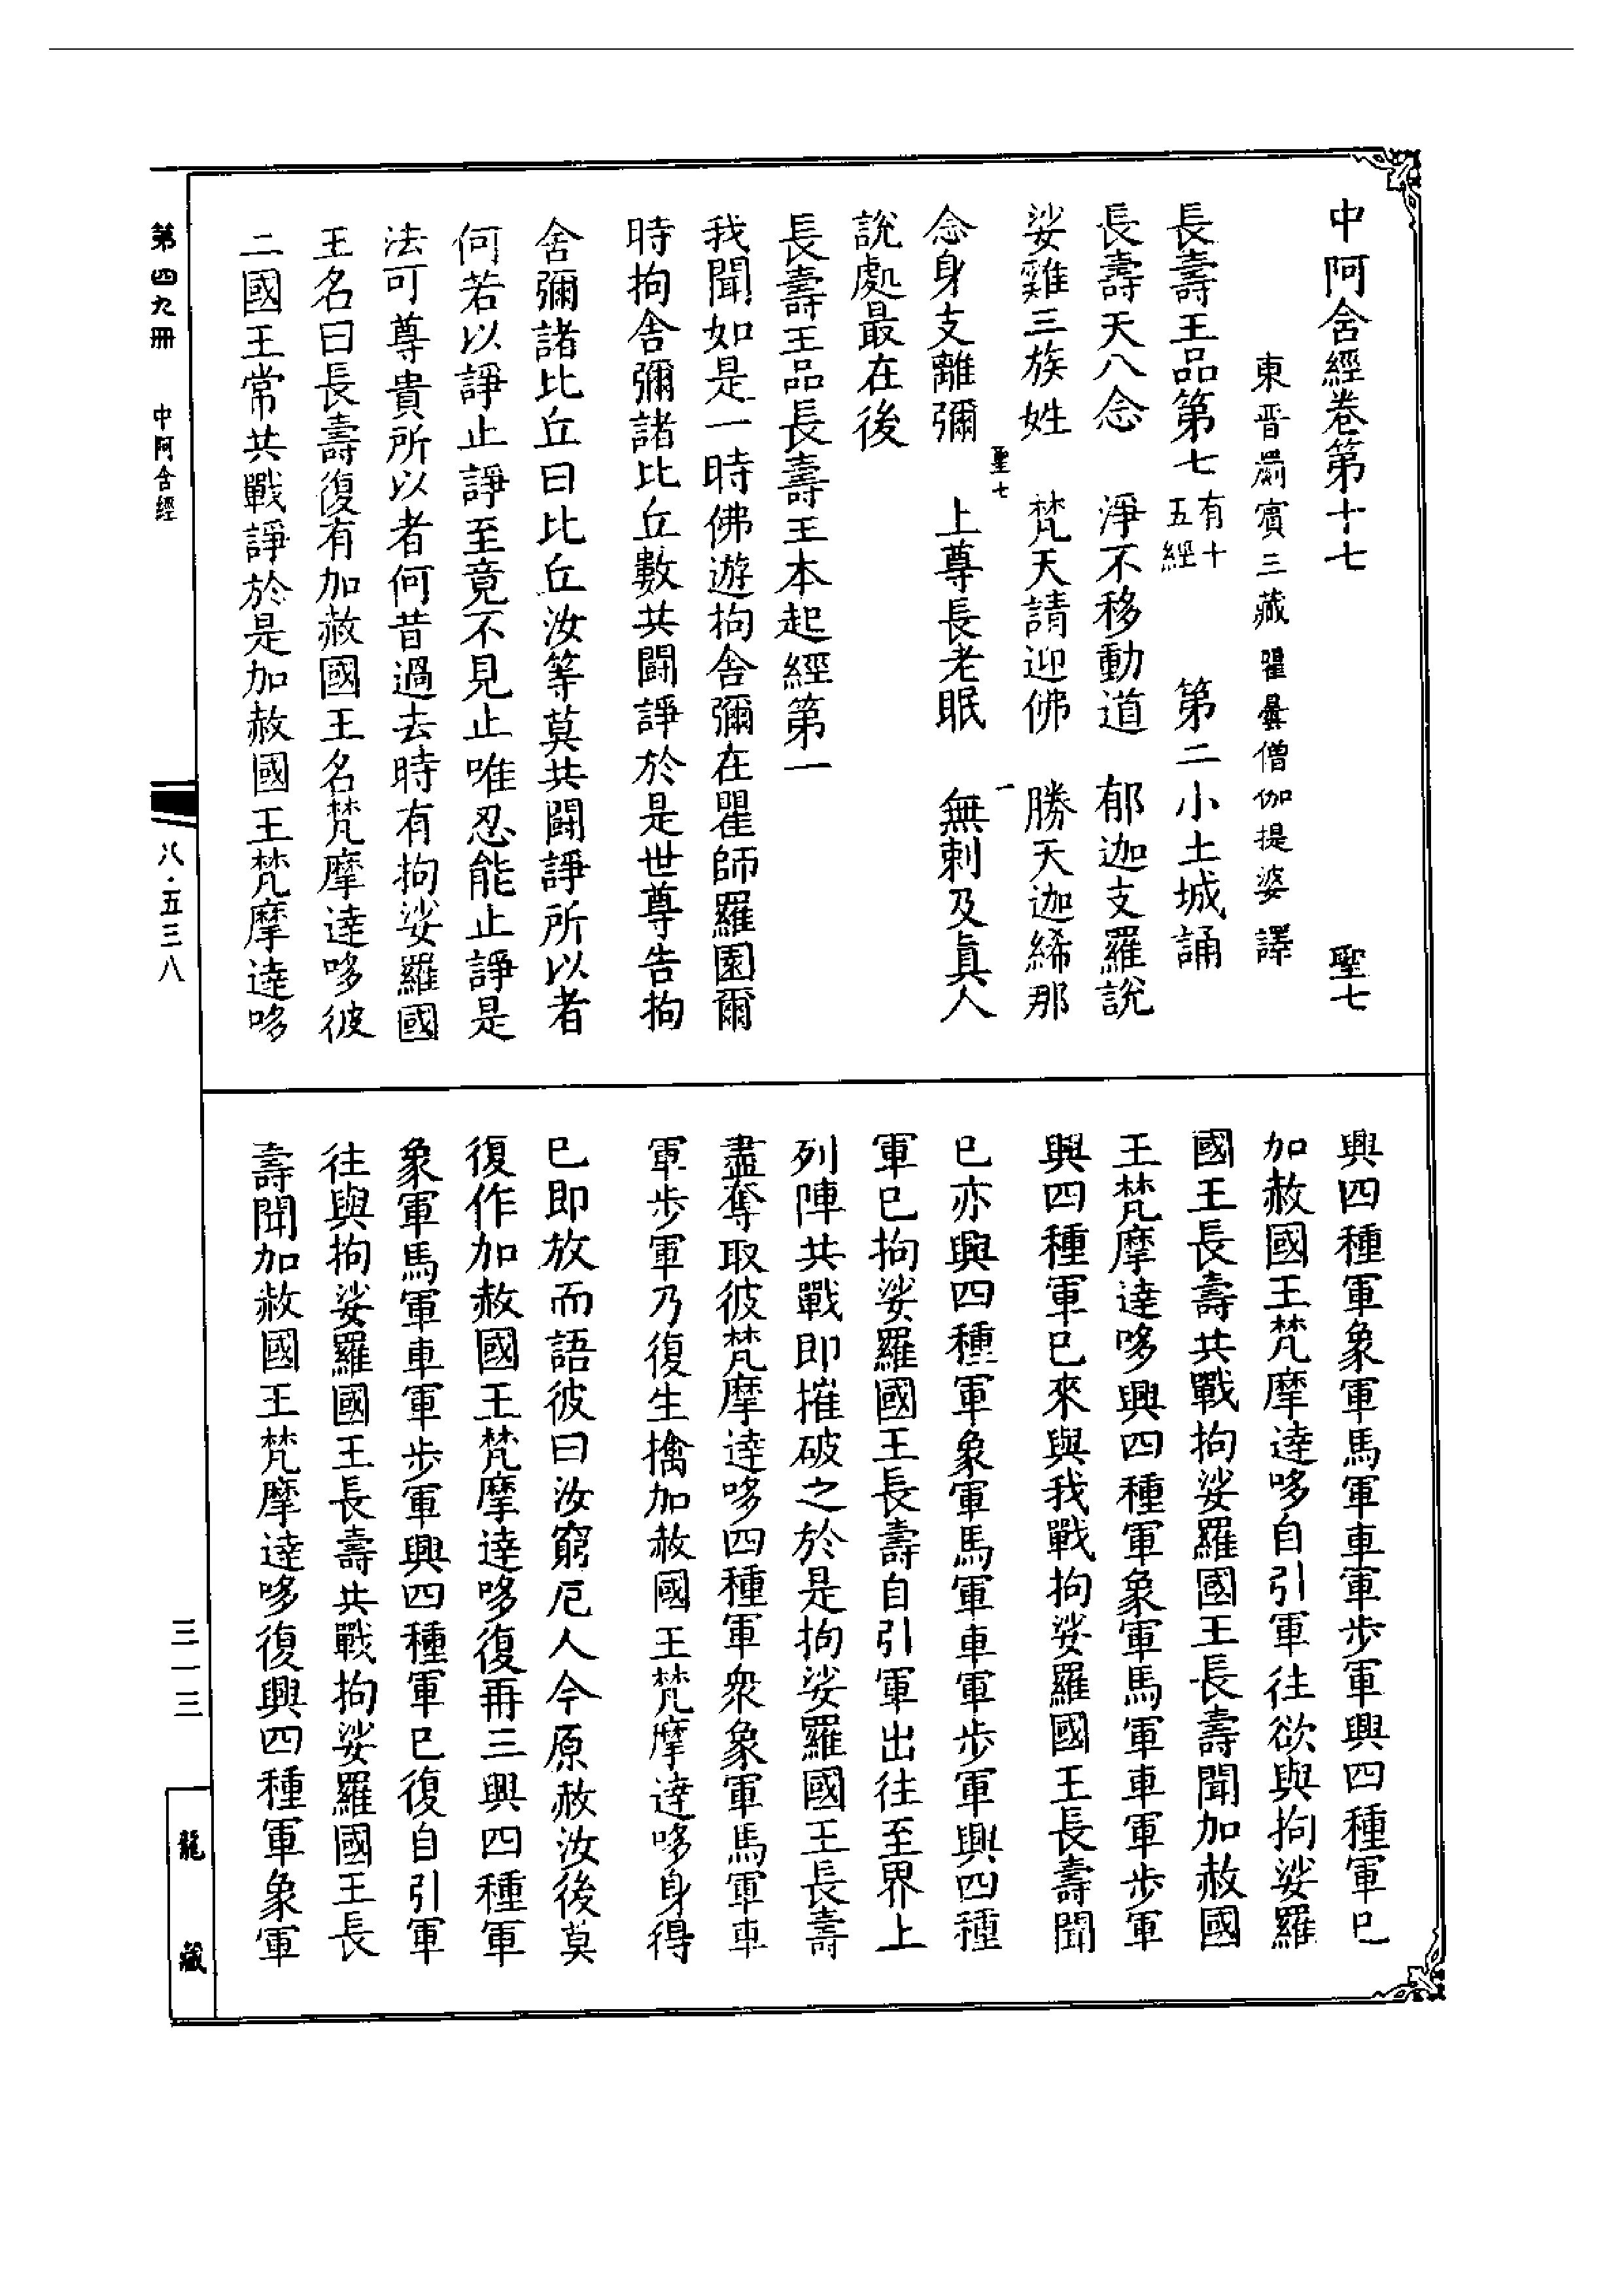 中阿含經卷第十七　聖七
東晉罽賓三藏瞿曇僧伽提婆譯
長壽王品第七 有十五經 第二小土城誦
長壽天八念　淨不移動道　郁迦支羅說
娑雞三族姓　梵天請迎佛　勝天迦絺那
聖七　一
念身支離彌　上尊長老眠　無刺及真人
說處最在後
長壽王品長壽王本起經第一
我聞如是一時佛遊拘舍彌在瞿師羅園爾
時拘舍彌諸比丘數共鬪諍於是世尊告拘
舍彌諸比丘曰比丘汝等莫共鬪諍所以者
何若以諍止諍至竟不見止唯忍能止諍是
法可尊貴所以者何昔過去時有拘娑羅國
王名曰長壽復有加赦國王名梵摩達哆彼
二國王常共戰諍於是加赦國王梵摩達哆
興四種軍象軍馬軍車軍步軍興四種軍已
加赦國王梵摩達哆自引軍往欲與拘娑羅
國王長壽共戰拘娑羅國王長壽聞加赦國
王梵摩達哆興四種軍象軍馬軍車軍步軍
興四種軍已來與我戰拘娑羅國王長壽聞
已亦興四種軍象軍馬軍車軍步軍興四種
軍已拘娑羅國王長壽自引軍出往至界上
列陣共戰即摧破之於是拘娑羅國王長壽
盡奪取彼梵摩達哆四種軍眾象軍馬軍車
軍步軍乃復生擒加赦國王梵摩達哆身得
已即放而語彼曰汝窮厄人今原赦汝後莫
復作加赦國王梵摩達哆復再三興四種軍
象軍馬軍車軍步軍興四種軍已復自引軍
往與拘娑羅國王長壽共戰拘娑羅國王長
壽聞加赦國王梵摩達哆復興四種軍象軍
第四九冊　中阿含經
八·五三八
三一三
龍藏